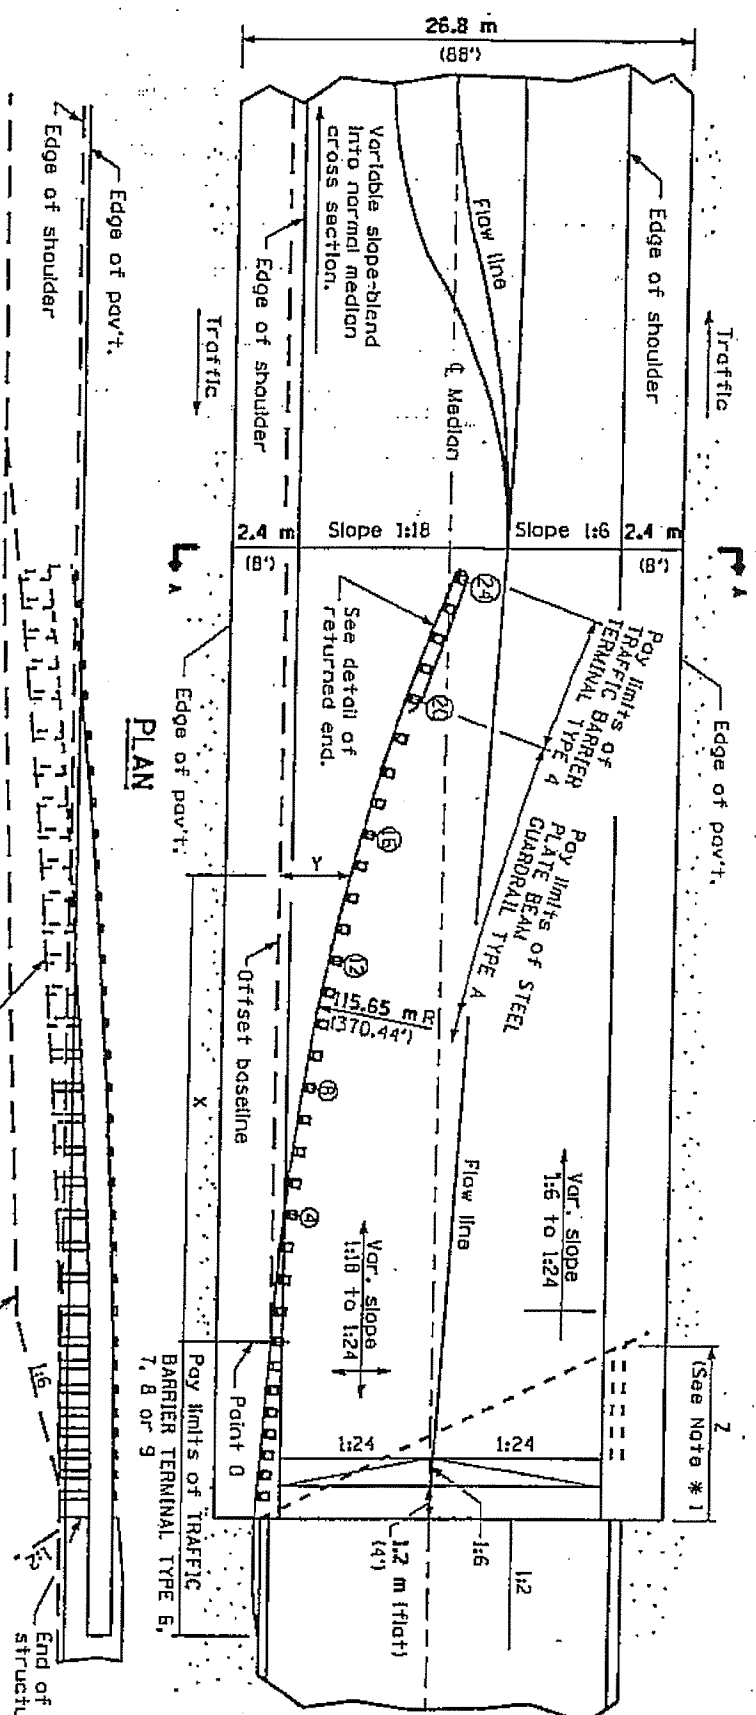 26.8 m
(88')
Traffic
Traffic
Edge of shoulder
Flow line
℄ Median
Variable slope-blend
into normal median
cross section.
Edge of shoulder
Edge of pav't.
Edge of shoulder
2.4 m
(8')
Slope 1:18
Slope 1:6
2.4 m
(8')
A
A
Edge of pav't.
Edge of pav't.
See detail of
returned end.
24
20
16
12
8
4
Pay limits of
TRAFFIC BARRIER
TERMINAL TYPE 4
Pay limits of STEEL
PLATE BEAM
GUARDRAIL TYPE A
PLAN
Y
X
Offset baseline
115.65 m R
(370.44')
Flow line
Var. slope
1:6 to 1:24
Var. slope
1:18 to 1:24
Point O
Pay limits of TRAFFIC
BARRIER TERMINAL TYPE 6,
7, 8 or 9
Z
(See Note * 1
1:24
1:24
1:6
1:2
1.2 m (flat)
(4')
1:6
1:2
End of
structu